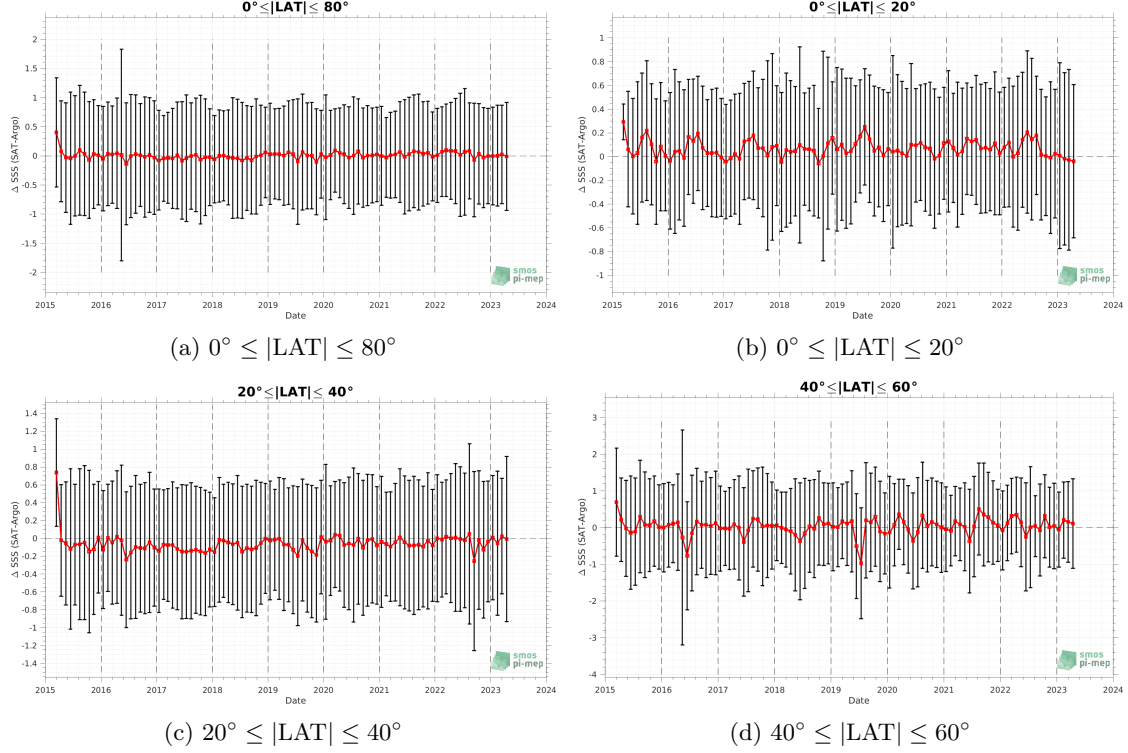 0°≤|LAT|≤ 80°
Δ SSS (SAT-Argo)
2
1.5
1
0.5
0
-0.5
-1
-1.5
-2
smos
pi-mep
2015 2016 2017 2018 2019 2020 2021 2022 2023 2024
Date
(a) 0° ≤ |LAT| ≤ 80°
0°≤|LAT|≤ 20°
Δ SSS (SAT-Argo)
1
0.8
0.6
0.4
0.2
0
-0.2
-0.4
-0.6
-0.8
-1
smos
pi-mep
2015 2016 2017 2018 2019 2020 2021 2022 2023 2024
Date
(b) 0° ≤ |LAT| ≤ 20°
20°≤|LAT|≤ 40°
Δ SSS (SAT-Argo)
1.4
1.2
1
0.8
0.6
0.4
0.2
0
-0.2
-0.4
-0.6
-0.8
-1
-1.2
-1.4
smos
pi-mep
2015 2016 2017 2018 2019 2020 2021 2022 2023 2024
Date
(c) 20° ≤ |LAT| ≤ 40°
40°≤|LAT|≤ 60°
Δ SSS (SAT-Argo)
3
2
1
0
-1
-2
-3
-4
smos
pi-mep
2015 2016 2017 2018 2019 2020 2021 2022 2023 2024
Date
(d) 40° ≤ |LAT| ≤ 60°